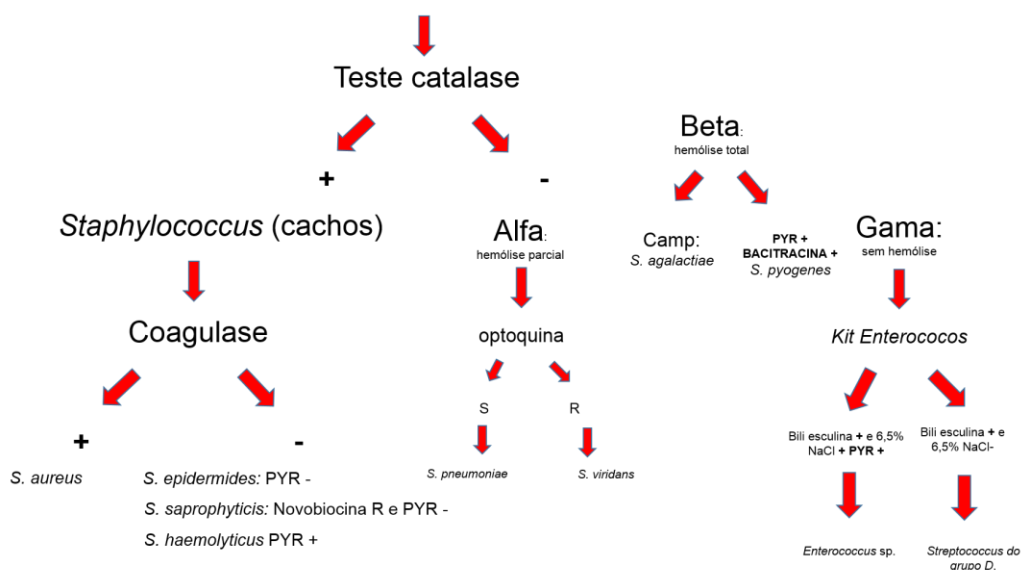 Teste catalase
+
-
Staphylococcus (cachos)
Coagulase
+
-
S. aureus
S. epidermides: PYR -
S. saprophyticis: Novobiocina R e PYR -
S. haemolyticus PYR +
Alfa:
hemólise parcial
optoquina
S
R
S. pneumoniae
S. viridans
Beta:
hemólise total
Camp:
S. agalactiae
PYR +
BACITRACINA +
S. pyogenes
Gama:
sem hemólise
Kit Enterococos
Bili esculina + e 6,5%
NaCl + PYR +
Bili esculina + e
6,5% NaCl-
Enterococcus sp.
Streptococcus do
grupo D.